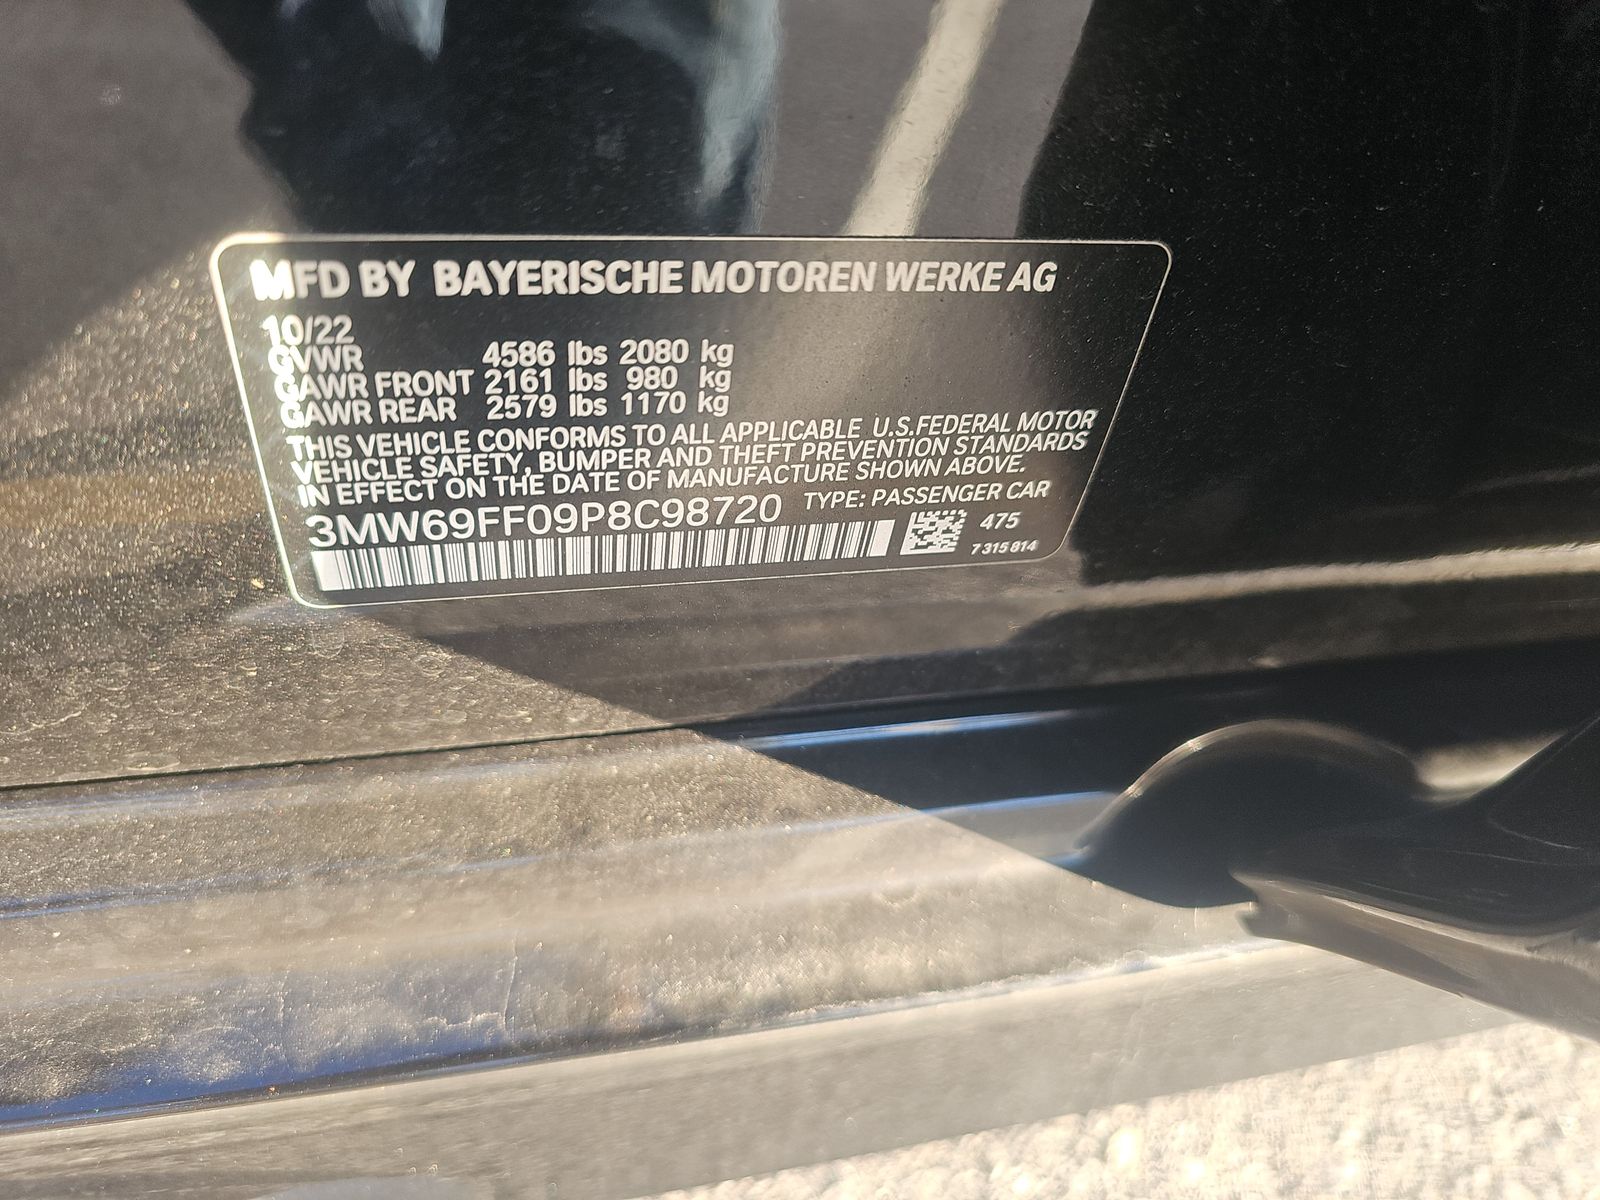 MFD BY BAYERISCHE MOTOREN WERKE AG
10/22
GVWR 4586 lbs 2080 kg
GAWR FRONT 2161 lbs 980 kg
GAWR REAR 2579 lbs 1170 kg
THIS VEHICLE CONFORMS TO ALL APPLICABLE U.S.FEDERAL MOTOR
VEHICLE SAFETY, BUMPER AND THEFT PREVENTION STANDARDS
IN EFFECT ON THE DATE OF MANUFACTURE SHOWN ABOVE.
3MW69FF09P8C98720 TYPE: PASSENGER CAR
475
7 315 814